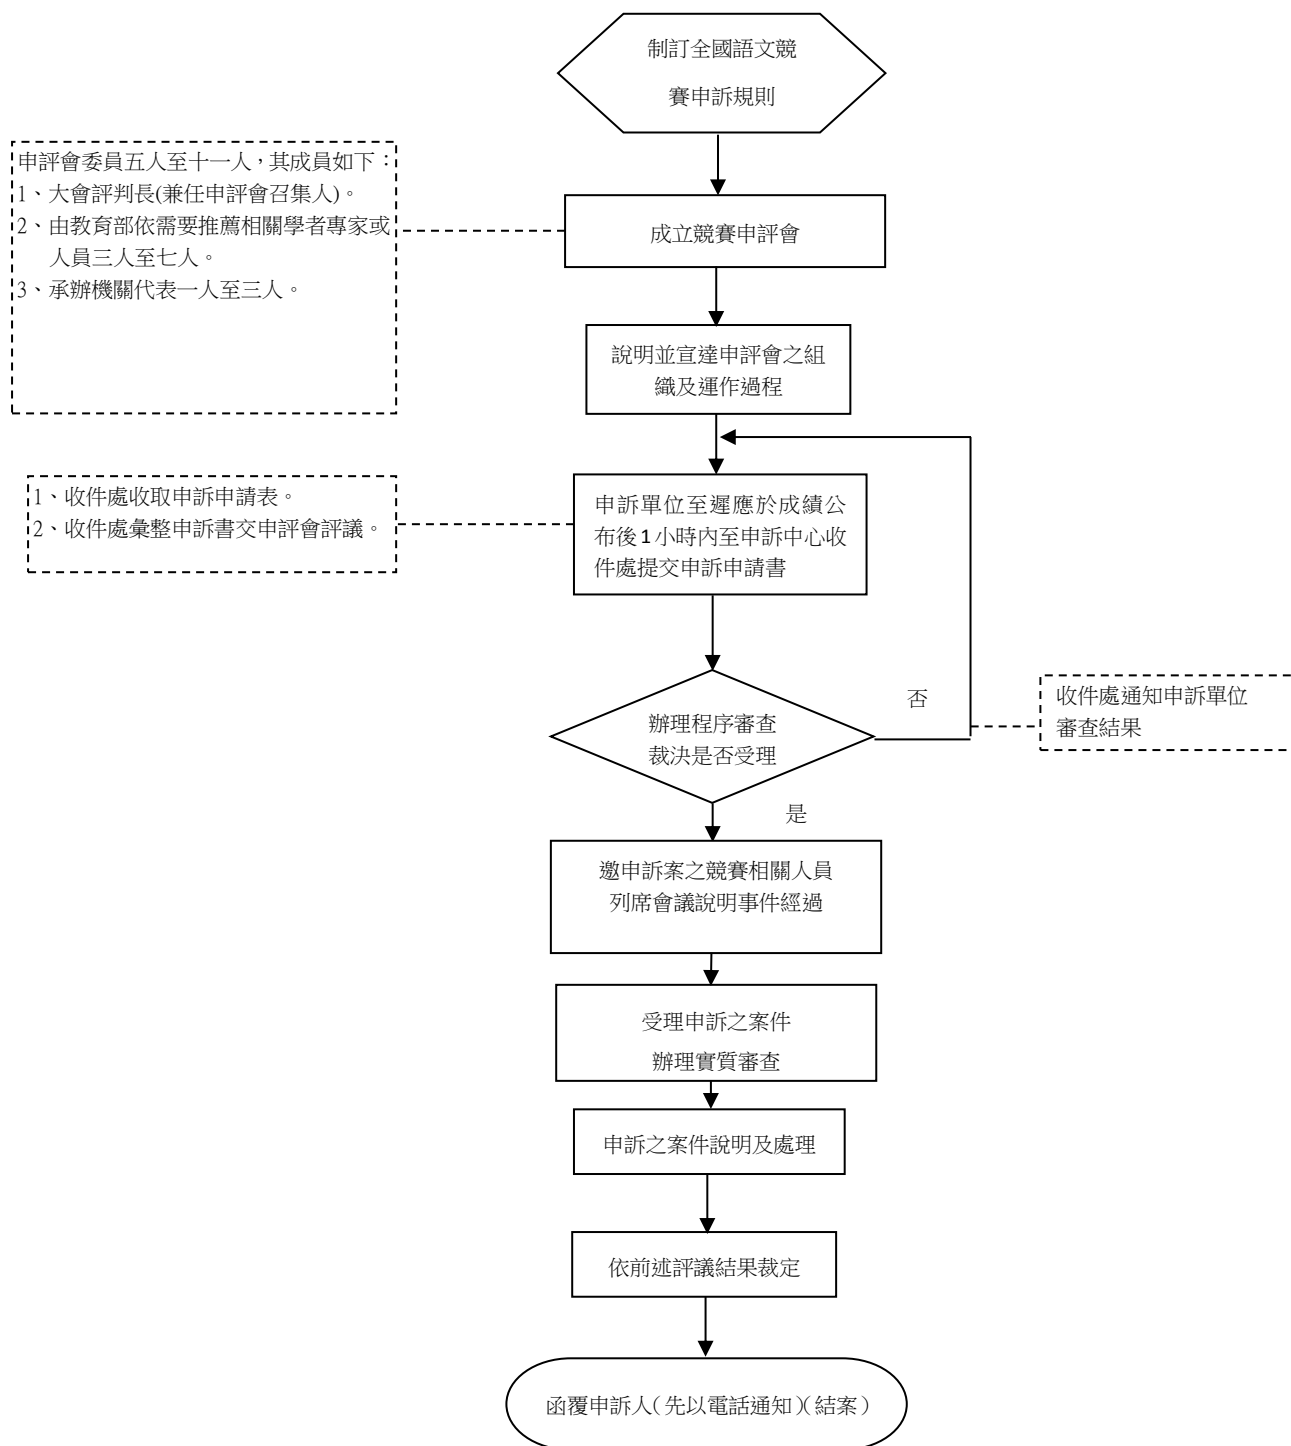 制訂全國語文競
賽申訴規則
申評會委員五人至十一人，其成員如下：
1、大會評判長(兼任申評會召集人)。
2、由教育部依需要推薦相關學者專家或
人員三人至七人。
3、承辦機關代表一人至三人。
成立競賽申評會
說明並宣達申評會之組
織及運作過程
1、收件處收取申訴申請表。
2、收件處彙整申訴書交申評會評議。
申訴單位至遲應於成績公
布後1小時內至申訴中心收
件處提交申訴申請書
辦理程序審查
裁決是否受理
否
收件處通知申訴單位
審查結果
是
邀申訴案之競賽相關人員
列席會議說明事件經過
受理申訴之案件
辦理實質審查
申訴之案件說明及處理
依前述評議結果裁定
函覆申訴人(先以電話通知)(結案)